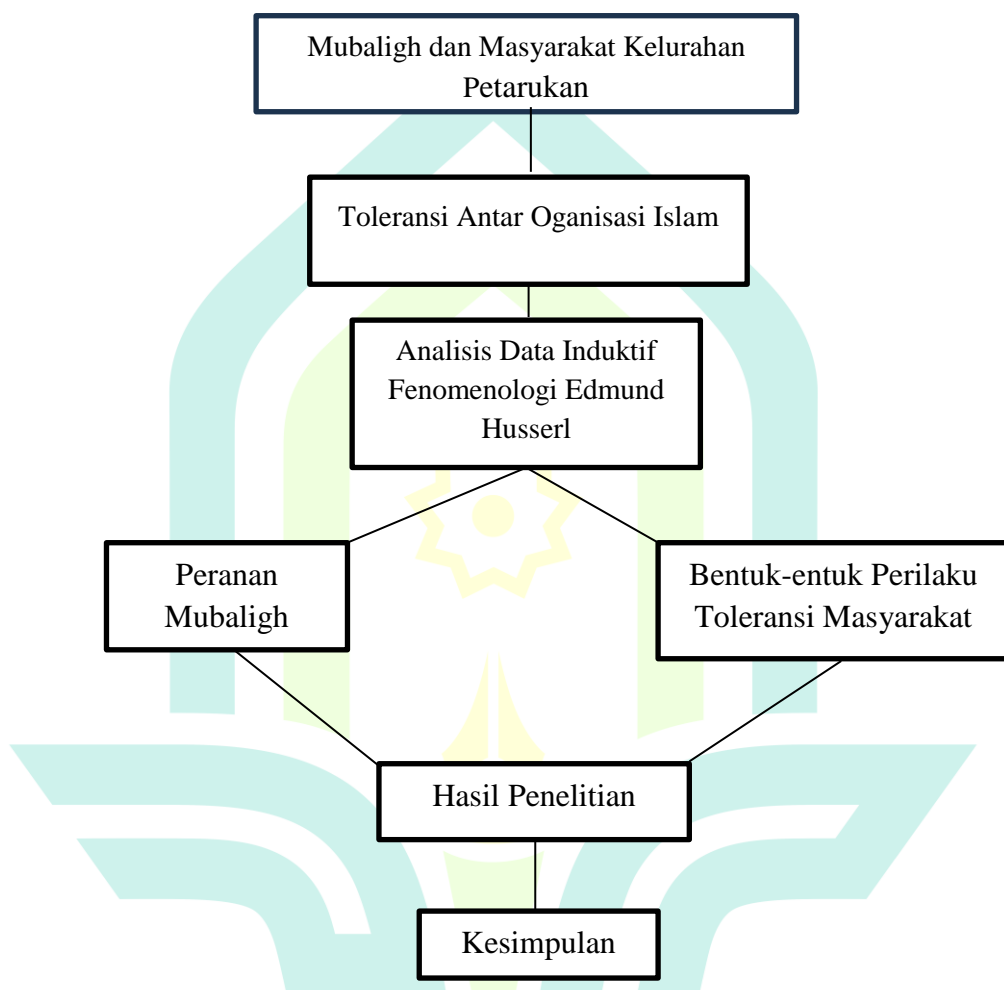 Mubaligh dan Masyarakat Kelurahan
Petarukan
Toleransi Antar Oganisasi Islam
Analisis Data Induktif
Fenomenologi Edmund
Husserl
Peranan
Mubaligh
Bentuk-entuk Perilaku
Toleransi Masyarakat
Hasil Penelitian
Kesimpulan